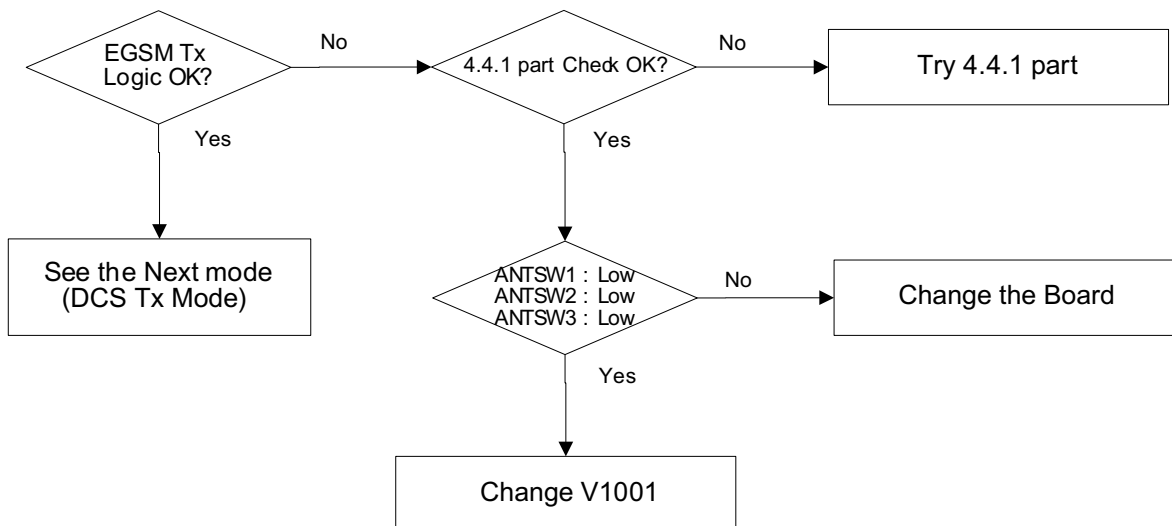 EGSM Tx
Logic OK?
No
4.4.1 part Check OK?
No
Try 4.4.1 part
Yes
Yes
See the Next mode
(DCS Tx Mode)
ANTSW1 : Low
ANTSW2 : Low
ANTSW3 : Low
No
Change the Board
Yes
Change V1001